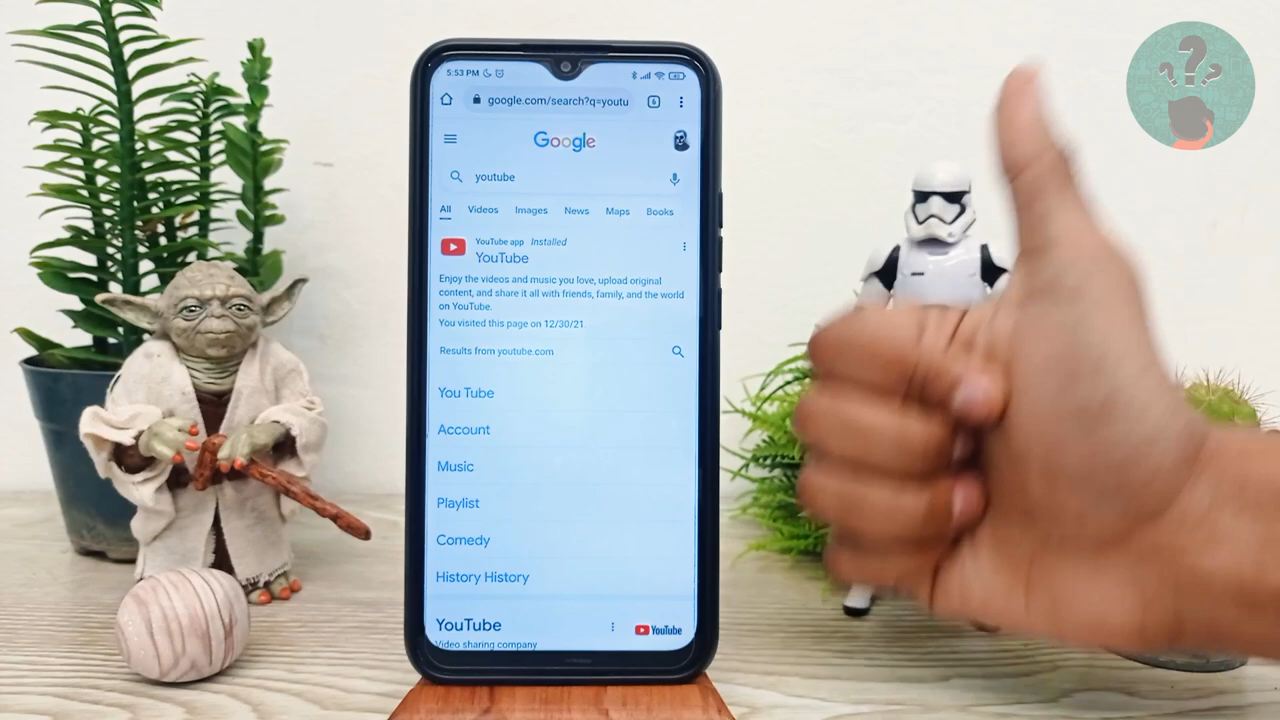 5:53 PM
google.com/search?q=youtu
6
Google
youtube
All Videos Images News Maps Books
YouTube app Installed
YouTube
Enjoy the videos and music you love, upload original
content, and share it all with friends, family, and the world
on YouTube.
You visited this page on 12/30/21.
Results from youtube.com
You Tube
Account
Music
Playlist
Comedy
History History
YouTube
YouTube
Video sharing company
???